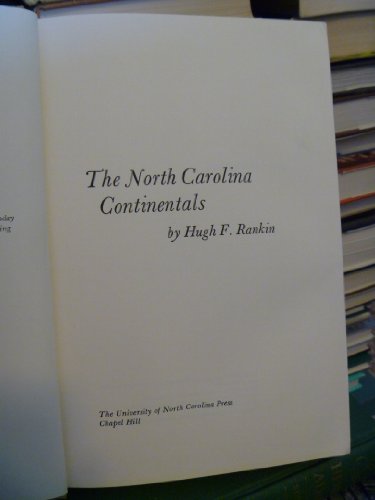 The North Carolina
Continentals
by Hugh F. Rankin
The University of North Carolina Press
Chapel Hill